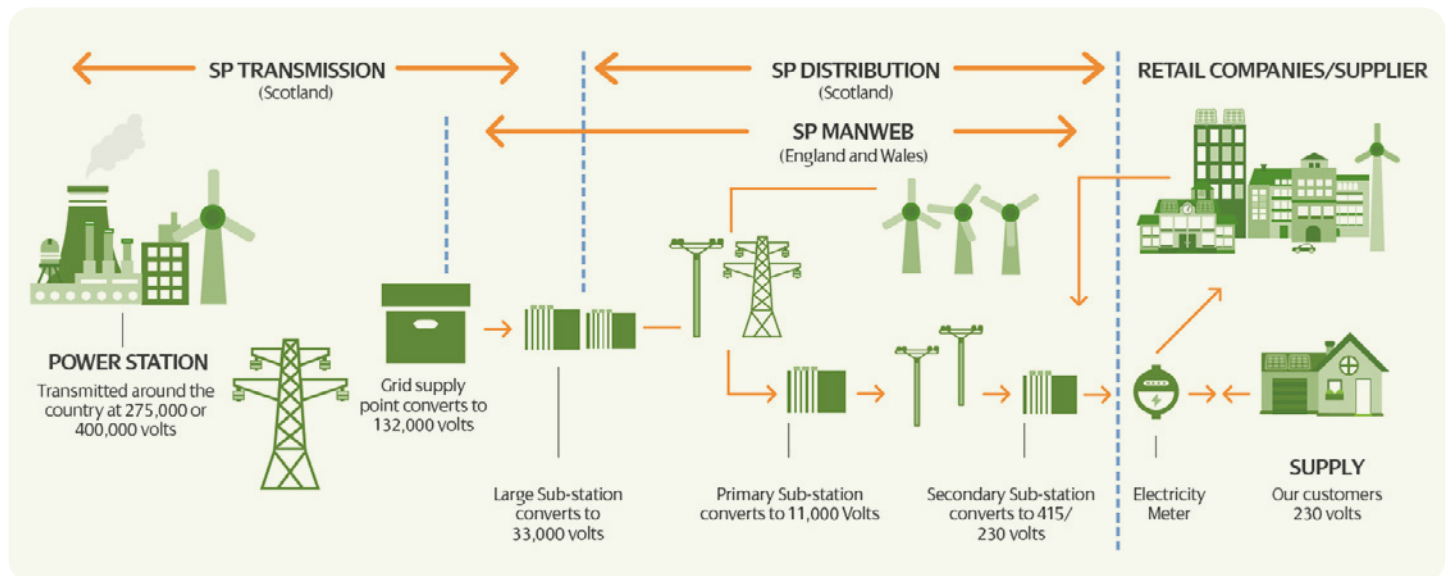 SP TRANSMISSION
(Scotland)
SP DISTRIBUTION
(Scotland)
RETAIL COMPANIES/SUPPLIER
SP MANWEB
(England and Wales)
POWER STATION
Transmitted around the
country at 275,000 or
400,000 volts
Grid supply
point converts to
132,000 volts
Large Sub-station
converts to
33,000 volts
Primary Sub-station
converts to 11,000 Volts
Secondary Sub-station
converts to 415/
230 volts
Electricity
Meter
SUPPLY
Our customers
230 volts